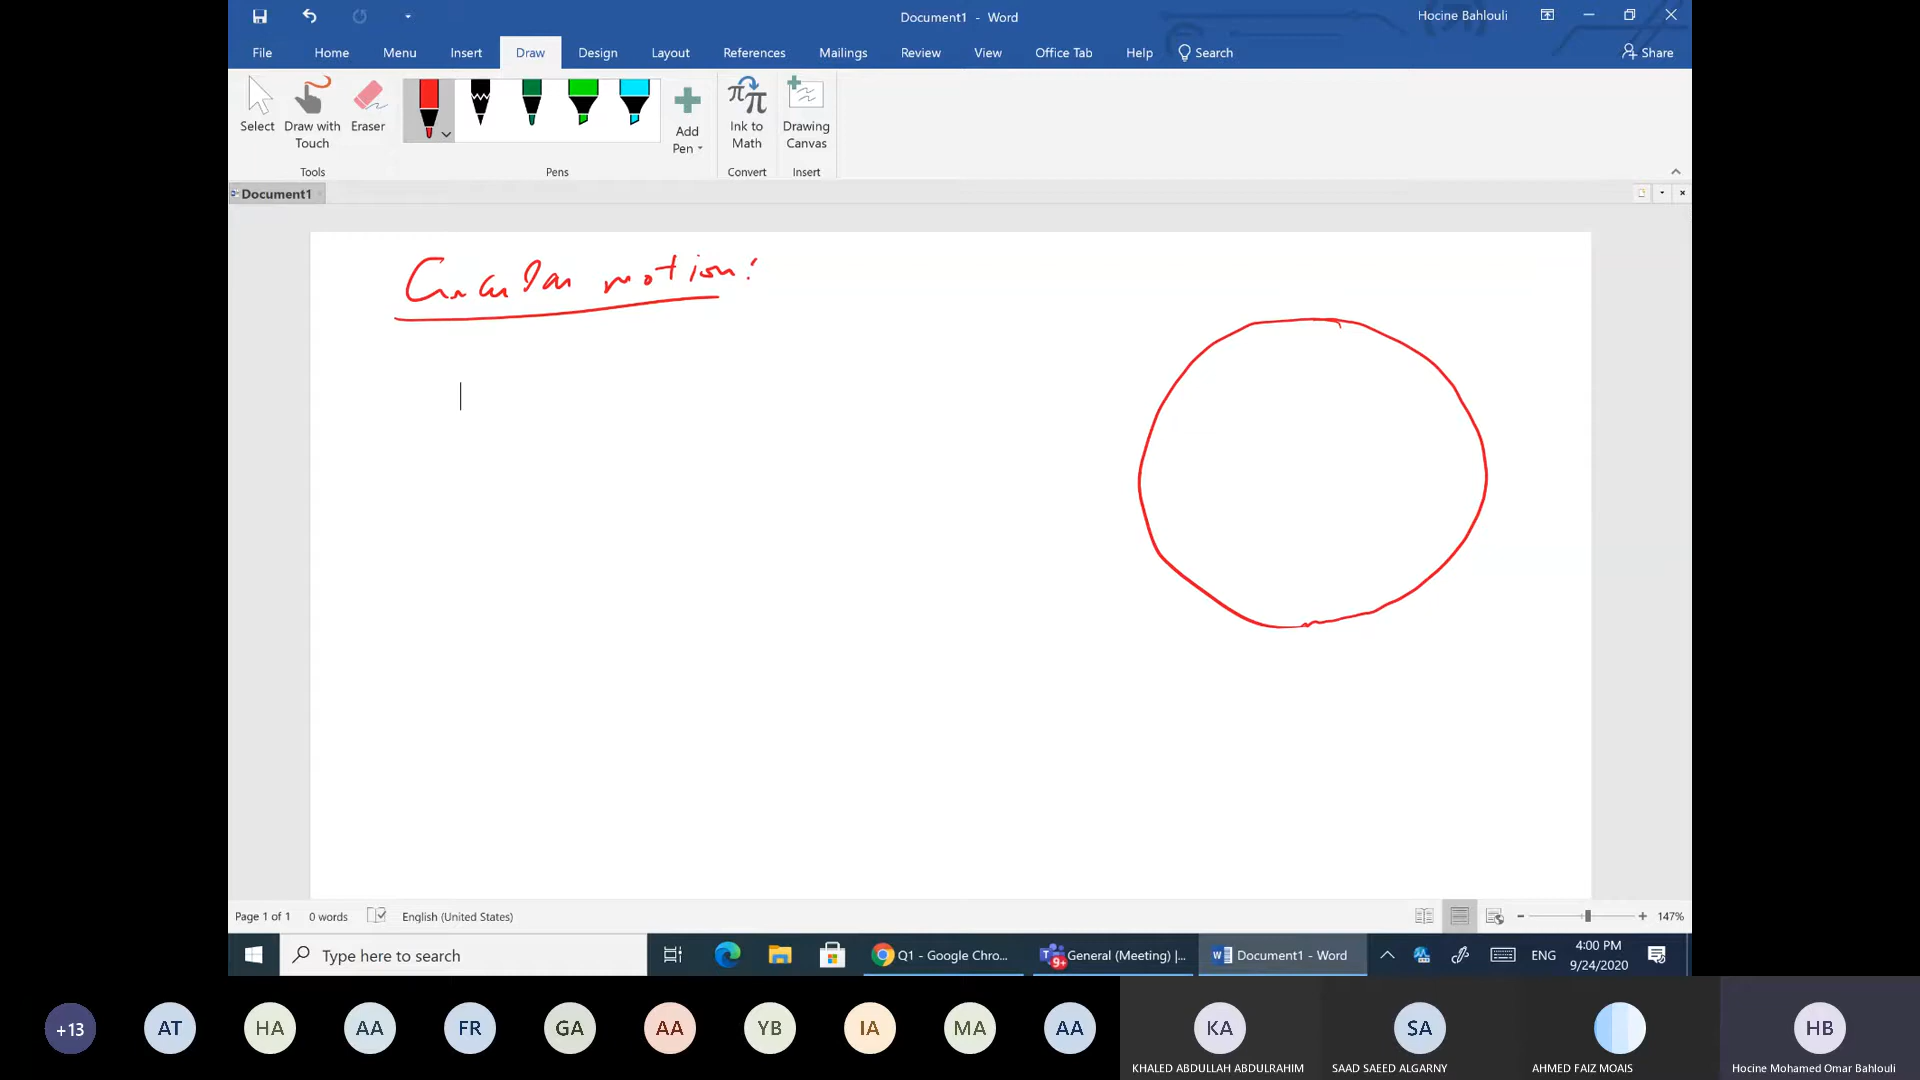 Document1 - Word
Hocine Bahlouli
File Home Menu Insert Draw Design Layout References Mailings Review View Office Tab Help Search Share
Select
Draw with Touch
Eraser
Add Pen
Ink to Math
Drawing Canvas
Tools
Pens
Convert
Insert
Document1
Circular motion:
Page 1 of 1 0 words English (United States) 147%
Type here to search
Q1 - Google Chro...
9+
General (Meeting) |...
Document1 - Word
ENG
4:00 PM
9/24/2020
+13 AT HA AA FR GA AA YB IA MA AA KA SA HB
KHALED ABDULLAH ABDULRAHIM SAAD SAEED ALGARNY AHMED FAIZ MOAIS Hocine Mohamed Omar Bahlouli